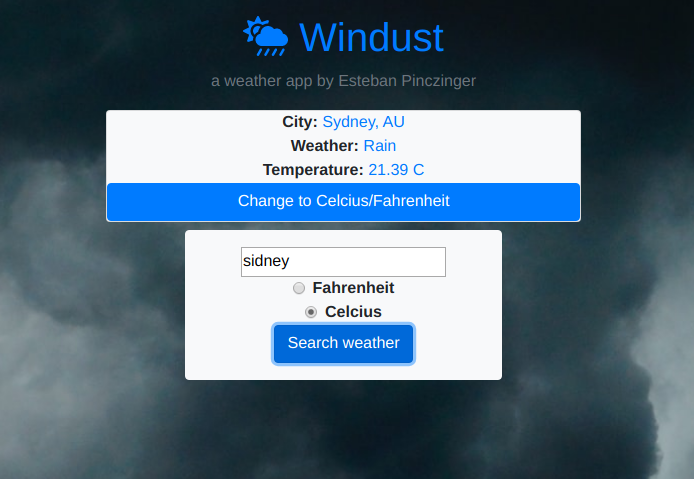 Windust
a weather app by Esteban Pinczinger
City: Sydney, AU
Weather: Rain
Temperature: 21.39 C
Change to Celcius/Fahrenheit
sidney
Fahrenheit
Celcius
Search weather